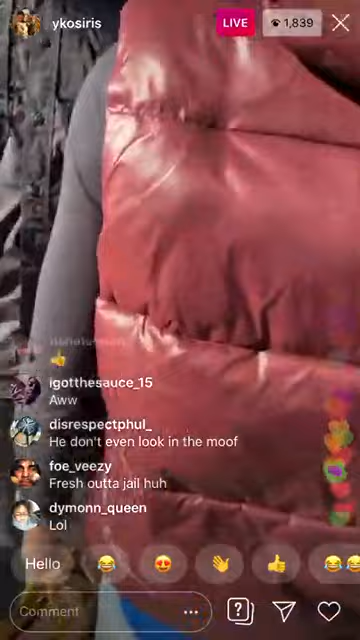 ykosiris
LIVE
1,839
igotthesauce_15
Aww
disrespectphul_
He don't even look in the moof
foe_veezy
Fresh outta jail huh
dymonn_queen
Lol
Hello
Comment